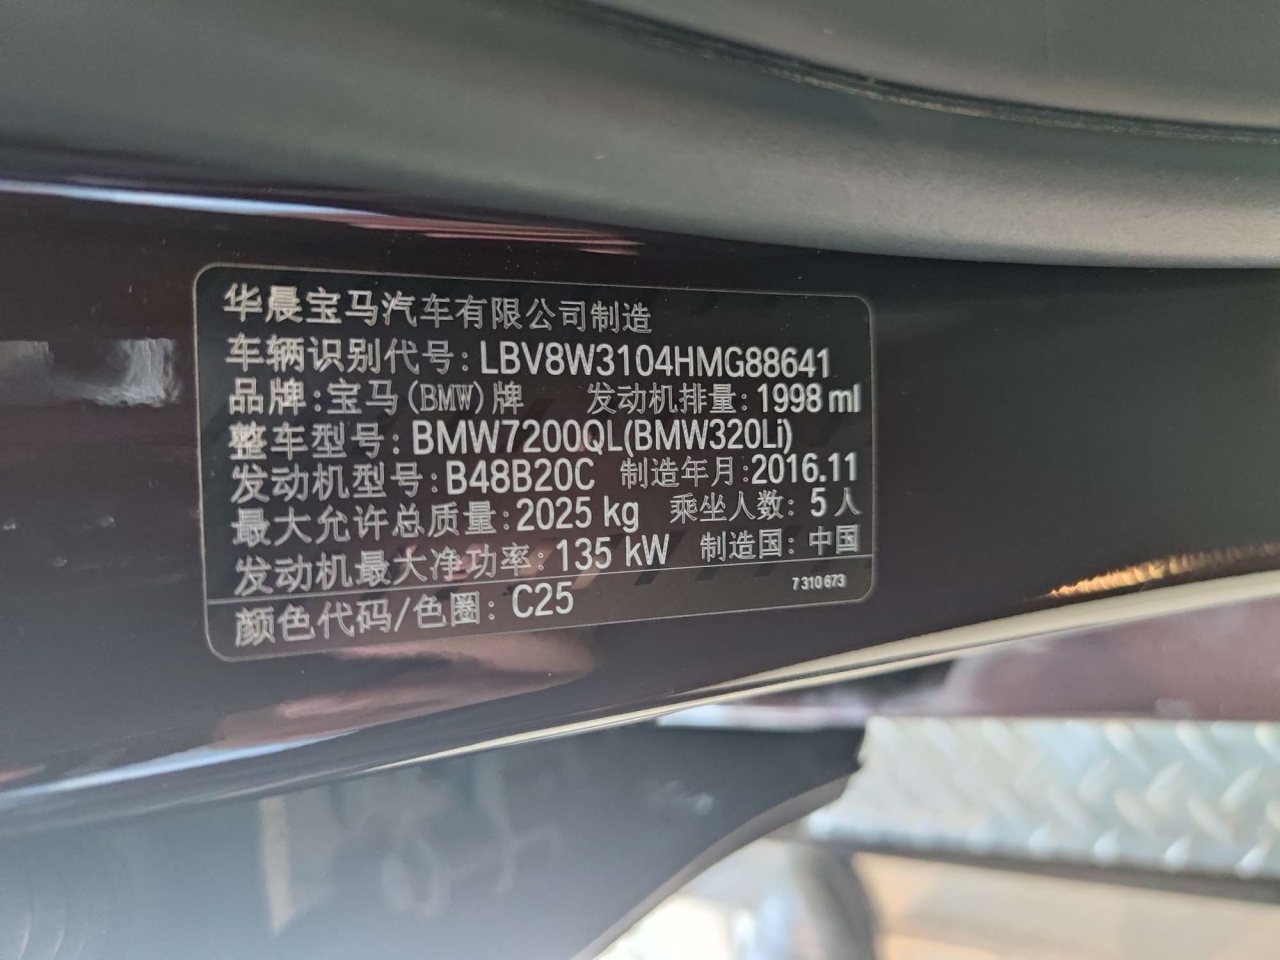 华晨宝马汽车有限公司制造
车辆识别代号: LBV8W3104HMG88641
品牌: 宝马(BMW)牌 发动机排量: 1998 ml
整车型号: BMW7200QL(BMW320Li)
发动机型号: B48B20C 制造年月: 2016.11
最大允许总质量: 2025 kg 乘坐人数: 5 人
发动机最大净功率: 135 kW 制造国: 中国
7 310 673
颜色代码/色圈: C25